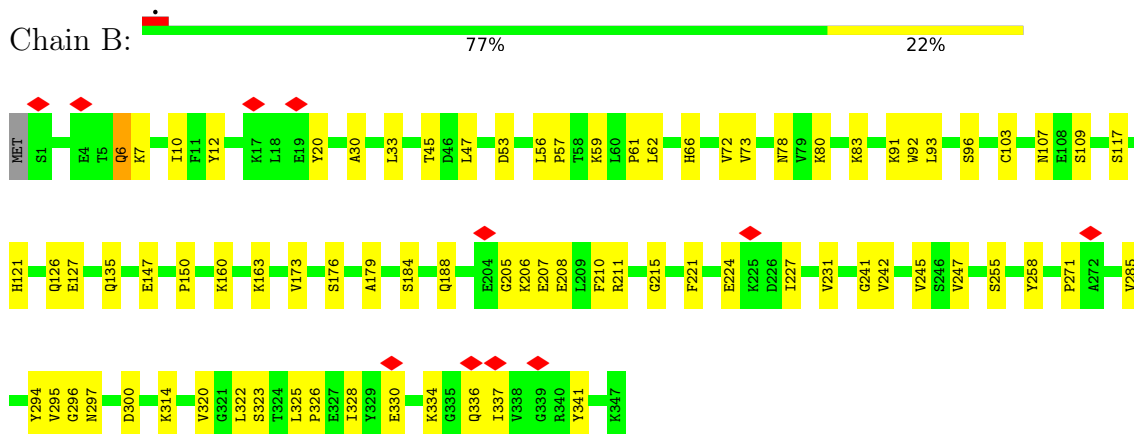 Chain B:
77% 22%
MET S1 E4 T5 Q6 K7 I10 F11 Y12 K17 L18 E19 Y20 A30 L33 T45 D46 L47 D53 L56 P57 T58 K59 L60 P61 L62 H66 V72 V73 N78 V79 K80 K83 K91 W92 L93 S96 C103 N107 E108 S109 S117
H121 Q126 E127 Q135 E147 P150 K160 K163 V173 S176 A179 S184 Q188 E204 G205 K206 E207 E208 L209 F210 R211 G215 F221 E224 K225 D226 I227 V231 G241 V242 V245 S246 V247 S255 Y258 P271 A272 V285
Y294 V295 G296 N297 D300 K314 V320 G321 L322 S323 T324 L325 P326 E327 I328 Y329 E330 K334 G335 Q336 I337 V338 G339 R340 Y341 K347